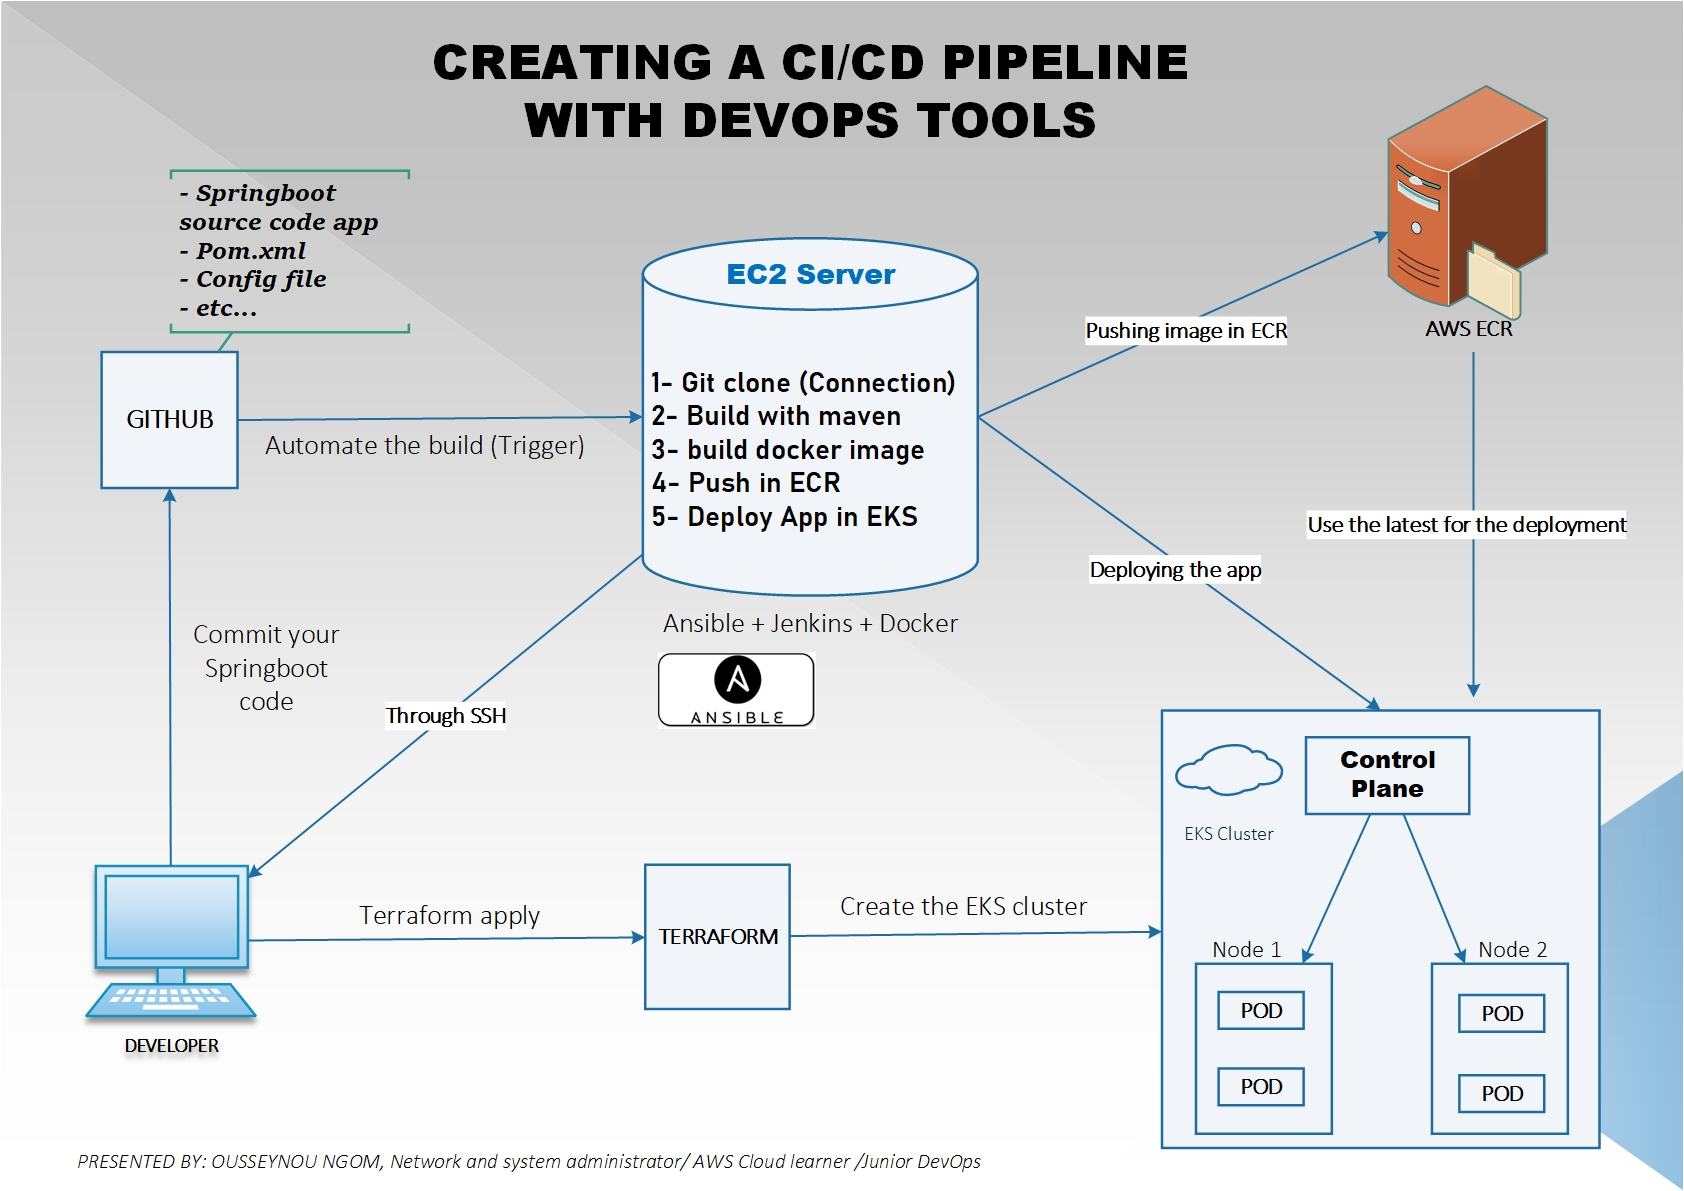 CREATING A CI/CD PIPELINE
WITH DEVOPS TOOLS
- Springboot
source code app
- Pom.xml
- Config file
- etc...
GITHUB
Automate the build (Trigger)
EC2 Server
1- Git clone (Connection)
2- Build with maven
3- build docker image
4- Push in ECR
5- Deploy App in EKS
Ansible + Jenkins + Docker
A
ANSIBLE
Pushing image in ECR
AWS ECR
Use the latest for the deployment
Deploying the app
Commit your
Springboot
code
Through SSH
DEVELOPER
Terraform apply
TERRAFORM
Create the EKS cluster
Control
Plane
EKS Cluster
Node 1
Node 2
POD
POD
POD
POD
PRESENTED BY: OUSSEYNOU NGOM, Network and system administrator/ AWS Cloud learner /Junior DevOps